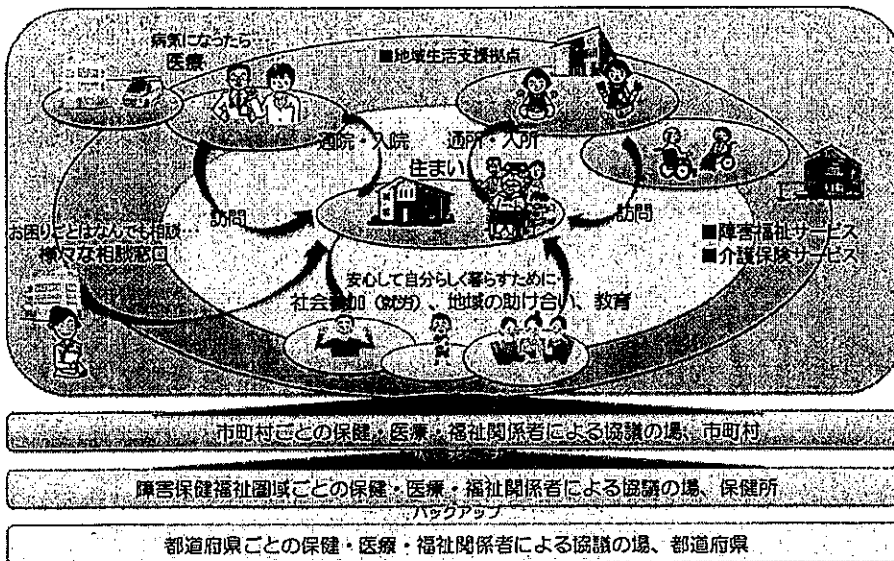 病気になったら…
医療
■地域生活支援拠点
通院・入院
通所・入所
住まい
訪問
訪問
お困りごとはなんでも相談…
様々な相談窓口
■障害福祉サービス
■介護保険サービス
安心して自分らしく暮らすために…
社会参加（就労）、地域の助け合い、教育
市町村ごとの保健・医療・福祉関係者による協議の場、市町村
障害保健福祉圏域ごとの保健・医療・福祉関係者による協議の場、保健所
バックアップ
都道府県ごとの保健・医療・福祉関係者による協議の場、都道府県